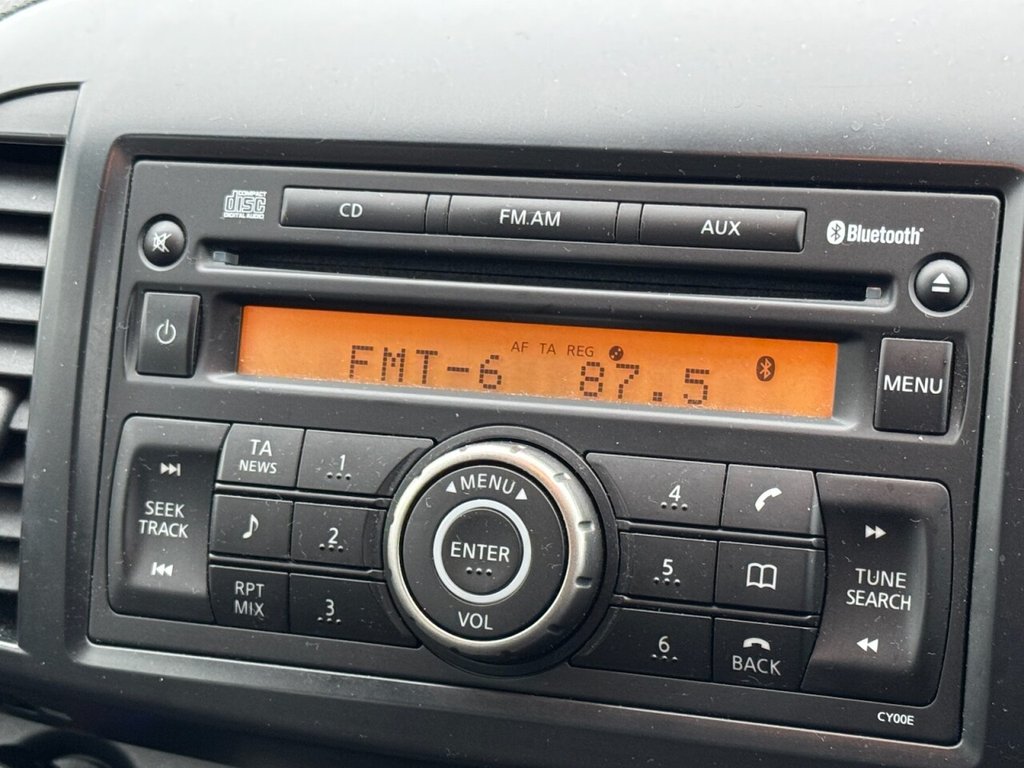 COMPACT
disc
DIGITAL AUDIO
CD
FM.AM
AUX
Bluetooth®
AF TA REG
FMT-6 87.5
MENU
SEEK
TRACK
TA
NEWS
1
2
RPT
MIX
3
MENU
ENTER
VOL
4
5
6
BACK
TUNE
SEARCH
CY00E